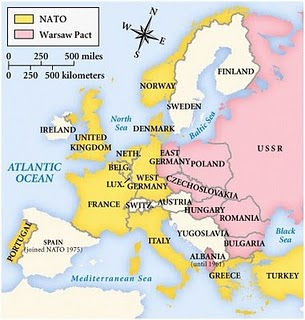 NATO
Warsaw Pact
0 250 500 miles
0 250 500 kilometers
N
E
S
W
FINLAND
NORWAY
SWEDEN
North
Sea
Baltic Sea
IRELAND
UNITED
KINGDOM
DENMARK
USSR
ATLANTIC
OCEAN
NETH.
EAST
GERMANY
POLAND
BELG.
WEST
GERMANY
LUX.
CZECHOSLOVAKIA
FRANCE
SWITZ.
AUSTRIA
HUNGARY
ROMANIA
YUGOSLAVIA
Black
Sea
PORTUGAL
SPAIN
(joined NATO 1975)
ITALY
BULGARIA
ALBANIA
(until 1961)
Mediterranean Sea
GREECE
TURKEY